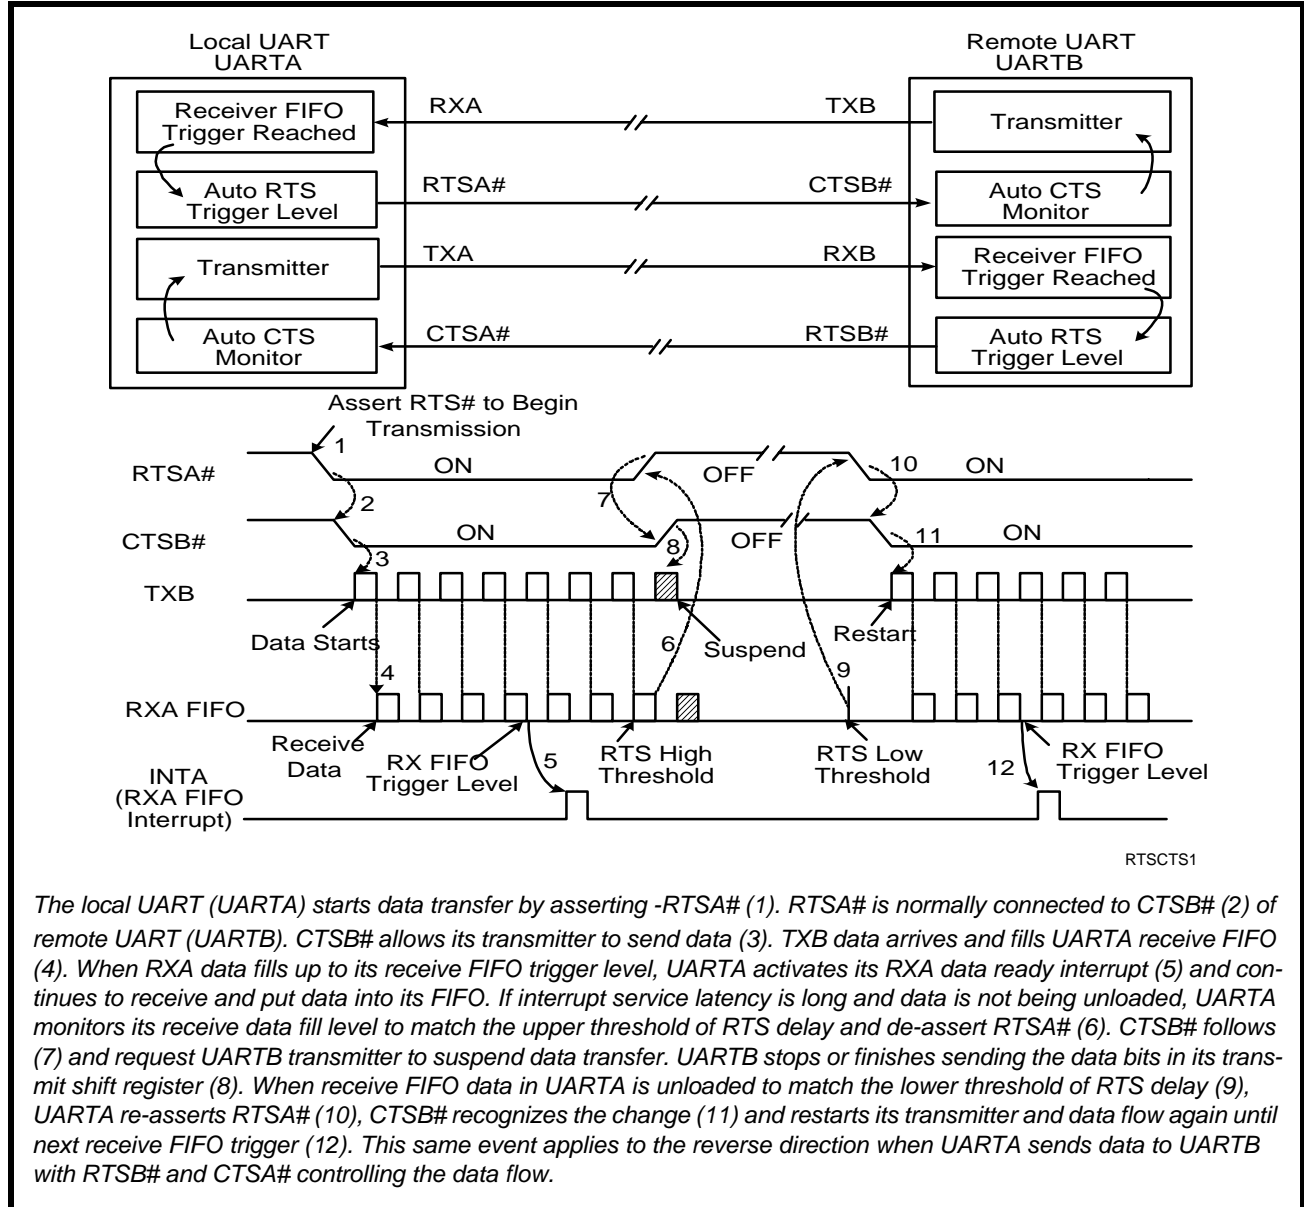 Local UART
UARTA
Remote UART
UARTB
Receiver FIFO
Trigger Reached
RXA
TXB
Transmitter
Auto RTS
Trigger Level
RTSA#
CTSB#
Auto CTS
Monitor
Transmitter
TXA
RXB
Receiver FIFO
Trigger Reached
Auto CTS
Monitor
CTSA#
RTSB#
Auto RTS
Trigger Level
Assert RTS# to Begin
Transmission
1
RTSA#
ON
OFF
10
ON
2
7
CTSB#
ON
8
OFF
11
ON
3
TXB
Data Starts
6
Suspend
Restart
4
9
RXA FIFO
Receive
Data
RX FIFO
Trigger Level
5
RTS High
Threshold
RTS Low
Threshold
12
RX FIFO
Trigger Level
INTA
(RXA FIFO
Interrupt)
RTSCTS1
The local UART (UARTA) starts data transfer by asserting -RTSA# (1). RTSA# is normally connected to CTSB# (2) of
remote UART (UARTB). CTSB# allows its transmitter to send data (3). TXB data arrives and fills UARTA receive FIFO
(4). When RXA data fills up to its receive FIFO trigger level, UARTA activates its RXA data ready interrupt (5) and con-
tinues to receive and put data into its FIFO. If interrupt service latency is long and data is not being unloaded, UARTA
monitors its receive data fill level to match the upper threshold of RTS delay and de-assert RTSA# (6). CTSB# follows
(7) and request UARTB transmitter to suspend data transfer. UARTB stops or finishes sending the data bits in its trans-
mit shift register (8). When receive FIFO data in UARTA is unloaded to match the lower threshold of RTS delay (9),
UARTA re-asserts RTSA# (10), CTSB# recognizes the change (11) and restarts its transmitter and data flow again until
next receive FIFO trigger (12). This same event applies to the reverse direction when UARTA sends data to UARTB
with RTSB# and CTSA# controlling the data flow.